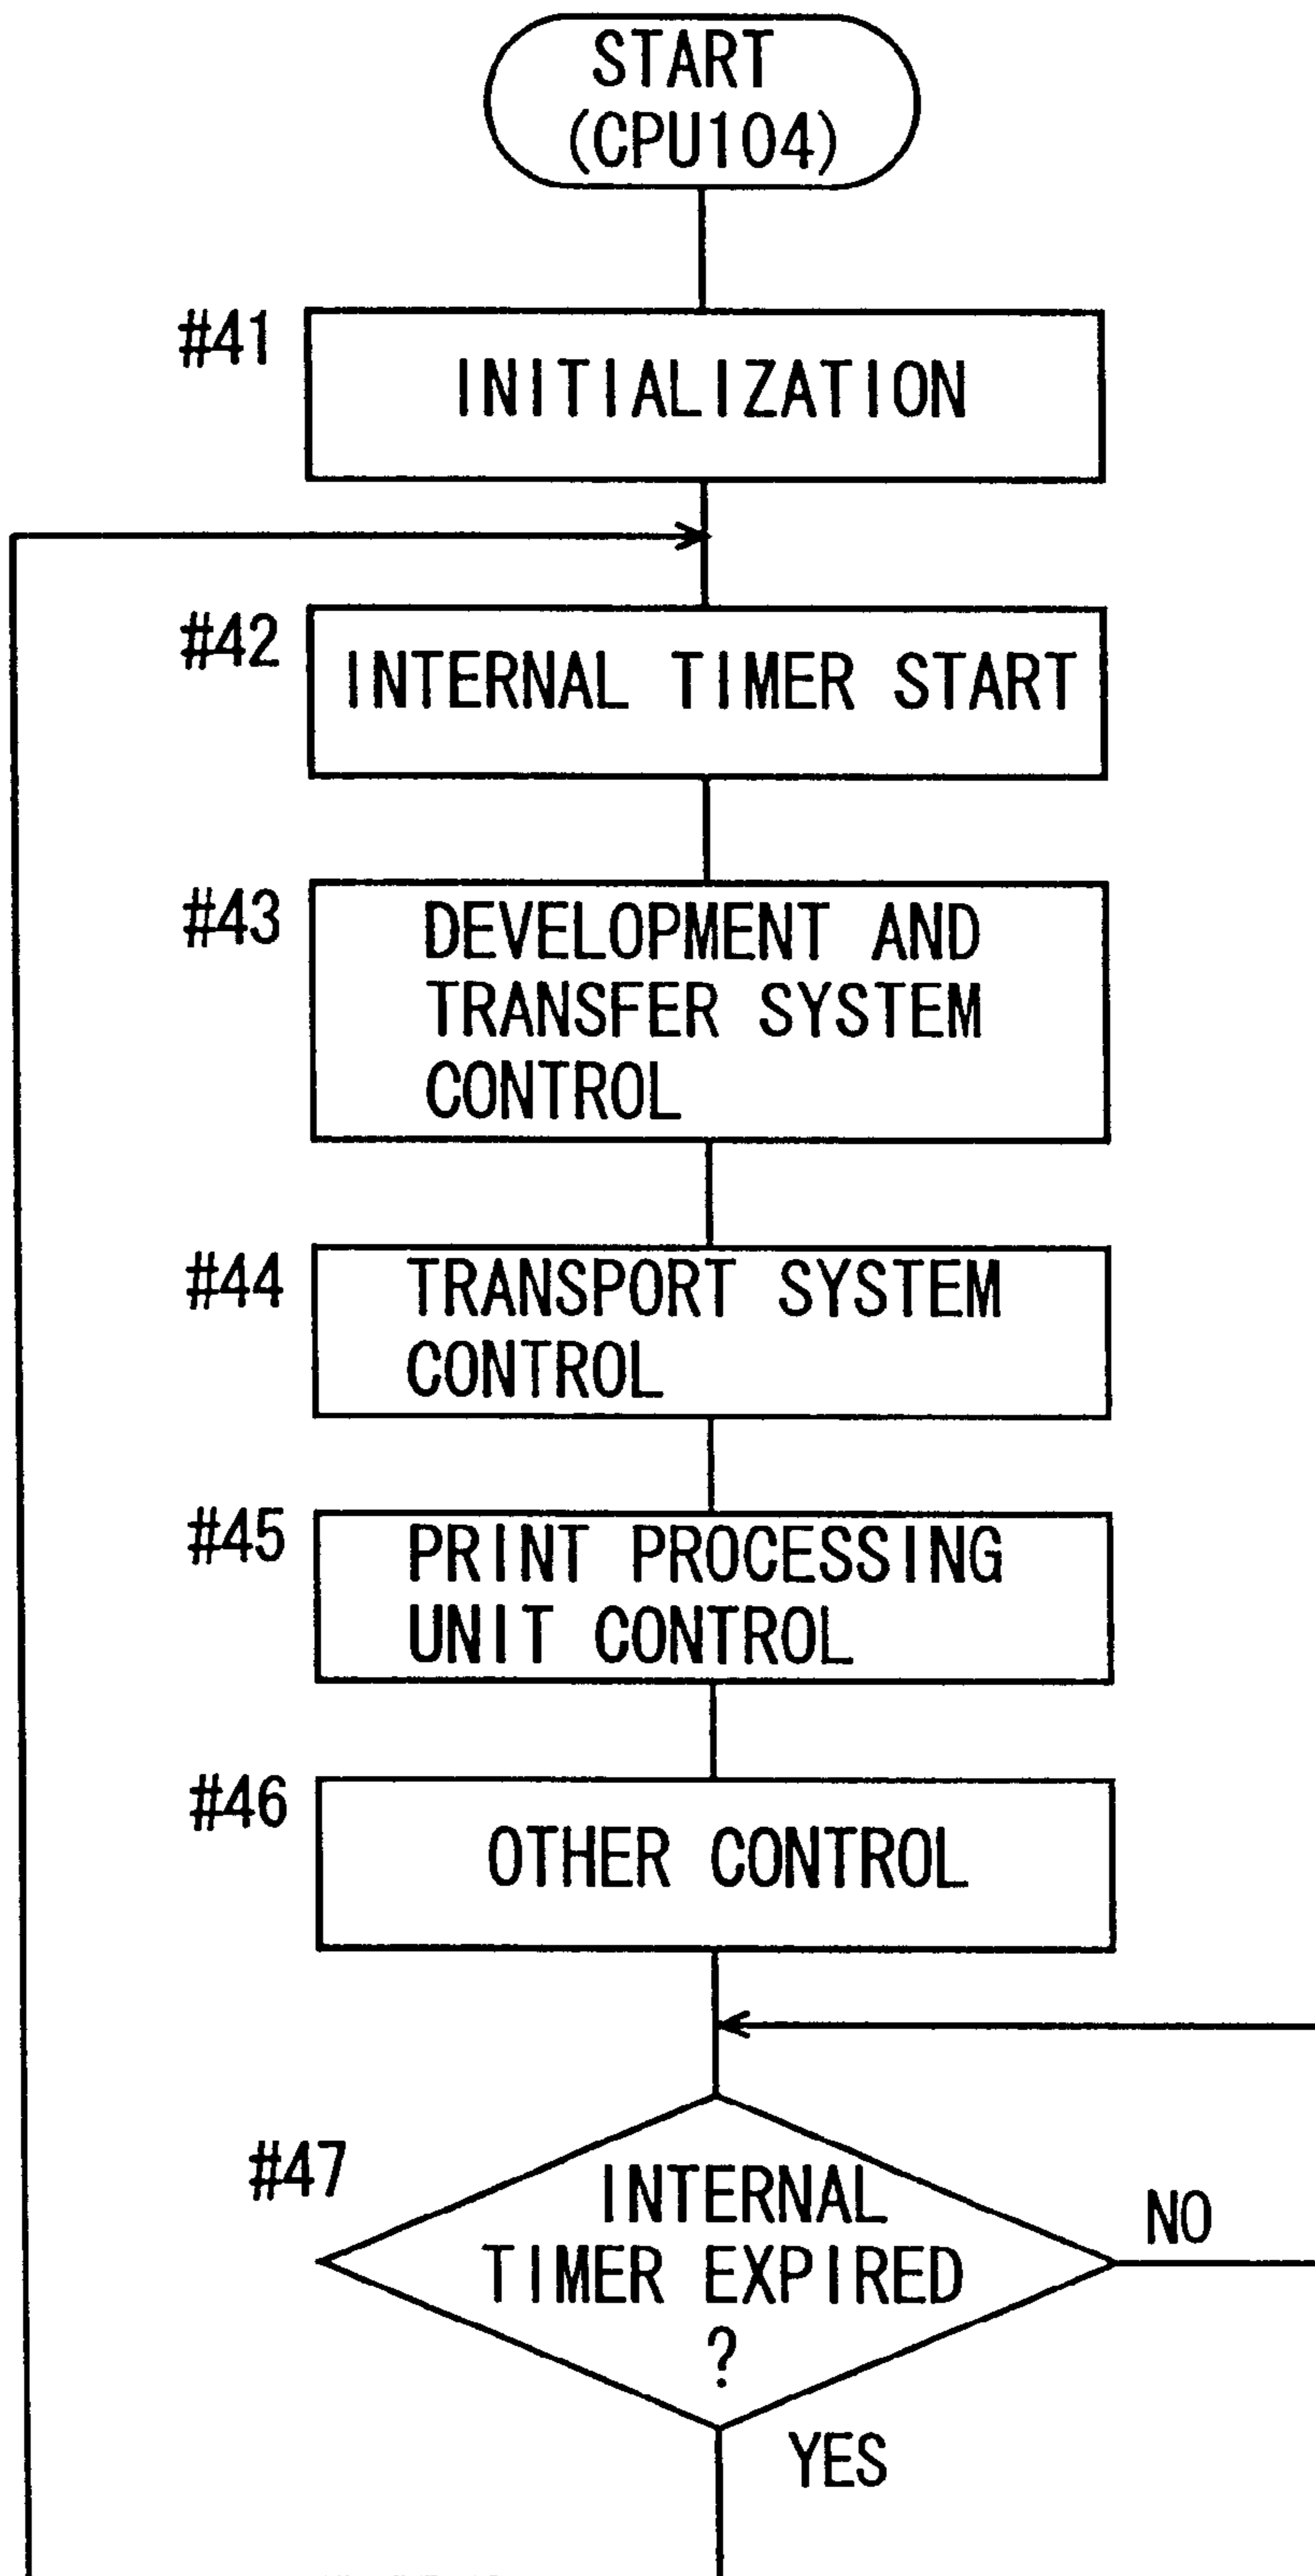 START
(CPU104)
#41
INITIALIZATION
#42
INTERNAL TIMER START
#43
DEVELOPMENT AND
TRANSFER SYSTEM
CONTROL
#44
TRANSPORT SYSTEM
CONTROL
#45
PRINT PROCESSING
UNIT CONTROL
#46
OTHER CONTROL
#47
INTERNAL
TIMER EXPIRED
?
NO
YES